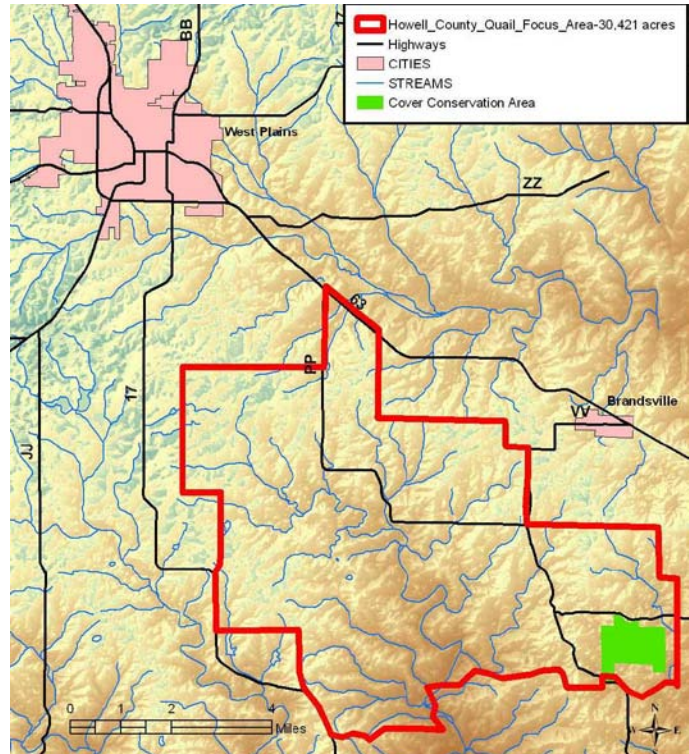 BB
17
Howell_County_Quail_Focus_Area-30,421 acres
Highways
CITIES
STREAMS
Cover Conservation Area
West Plains
ZZ
63
PP
17
JJ
Brandsville
VV
0 1 2 4
Miles
N
W E
S